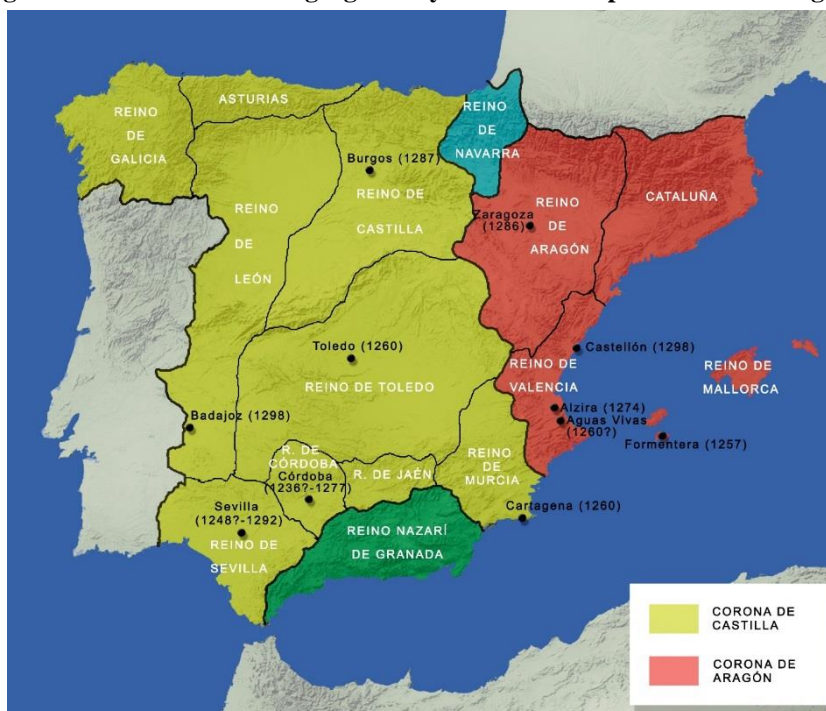 REINO
DE
GALICIA
ASTURIAS
REINO
DE
NAVARRA
Burgos (1287)
REINO
DE
CASTILLA
REINO
DE
LEÓN
Zaragoza
(1286)
REINO
DE
ARAGÓN
CATALUÑA
Toledo (1260)
REINO DE TOLEDO
Castellón (1298)
REINO DE
VALENCIA
REINO DE
MALLORCA
Alzira (1274)
Aguas Vivas
(1260?)
Formentera (1257)
Badajoz (1298)
R. DE
CÓRDOBA
Córdoba
(1236?-1277)
R. DE JAÉN
REINO
DE
MURCIA
Cartagena (1260)
Sevilla
(1248?-1292)
REINO DE
SEVILLA
REINO NAZARÍ
DE GRANADA
CORONA DE
CASTILLA
CORONA DE
ARAGÓN